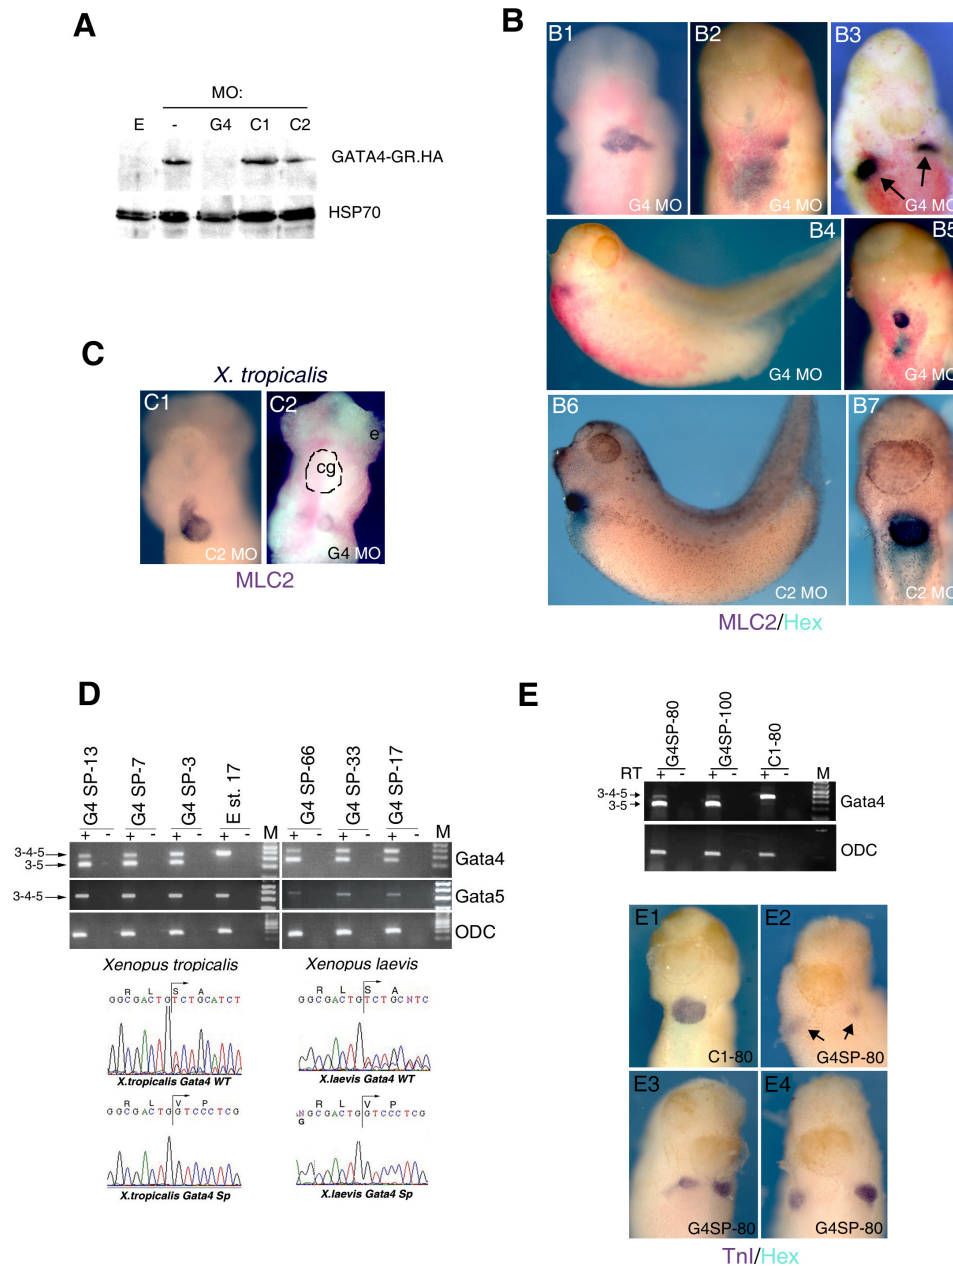 A
MO:
E - G4 C1 C2
GATA4-GR.HA
HSP70
B
B1 B2 B3
G4 MO G4 MO G4 MO
B4 B5
G4 MO G4 MO
B6 B7
C2 MO C2 MO
MLC2/Hex
C
X. tropicalis
C1 C2
e
cg
C2 MO G4 MO
MLC2
D
G4 SP-13 G4 SP-7 G4 SP-3 E st. 17 G4 SP-66 G4 SP-33 G4 SP-17
+ - + - + - + - M + - + - + - M
3-4-5
3-5
Gata4
3-4-5
Gata5
ODC
Xenopus tropicalis Xenopus laevis
R L S A
GGCGACTGTCTGCATCT
X.tropicalis Gata4 WT
R L S A
GGCGACTGTCTGCNTC
X.laevis Gata4 WT
R L V P
GGCGACTGGTCCCTCG
X.tropicalis Gata4 Sp
R L V P
NGCGACTGGTCCCTCG
G
X.laevis Gata4 Sp
E
G4SP-80 G4SP-100 C1-80
RT + - + - + - M
3-4-5
3-5
Gata4
ODC
E1 E2
C1-80 G4SP-80
E3 E4
G4SP-80 G4SP-80
TnI/Hex